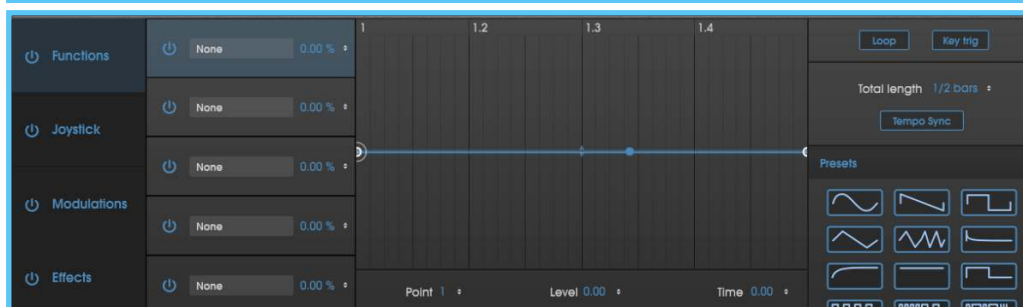 1 1.2 1.3 1.4
Loop Key trig
Functions
None 0.00 %
Total length 1/2 bars
None 0.00 %
Tempo Sync
Joystick
None 0.00 %
Presets
Modulations
None 0.00 %
Effects
None 0.00 %
Point 1 Level 0.00 Time 0.00